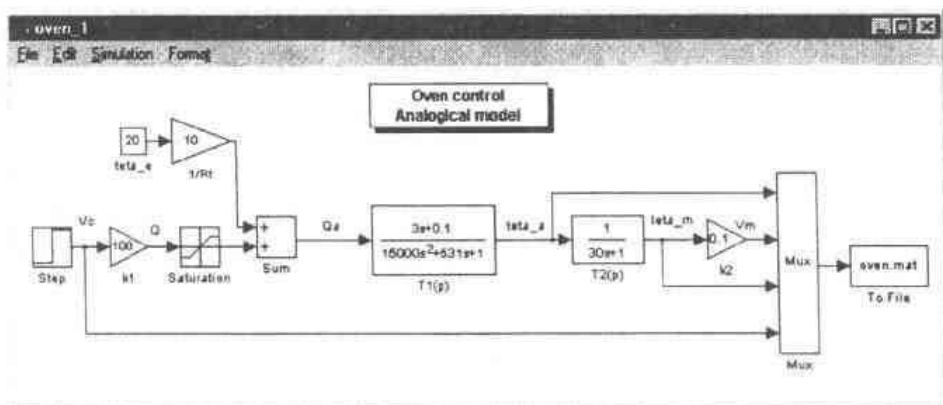 oven_1
File Edit Simulation Format
Oven control
Analogical model
20
teta_e
10
1/Rt
Vc
Step
100
k1
Q
Saturation
+
+
Sum
Qa
3s+0.1
15000s²+531s+1
T1(p)
teta_a
1
30s+1
T2(p)
teta_m
0.1
k2
Vm
Mux
Mux
oven.mat
To File